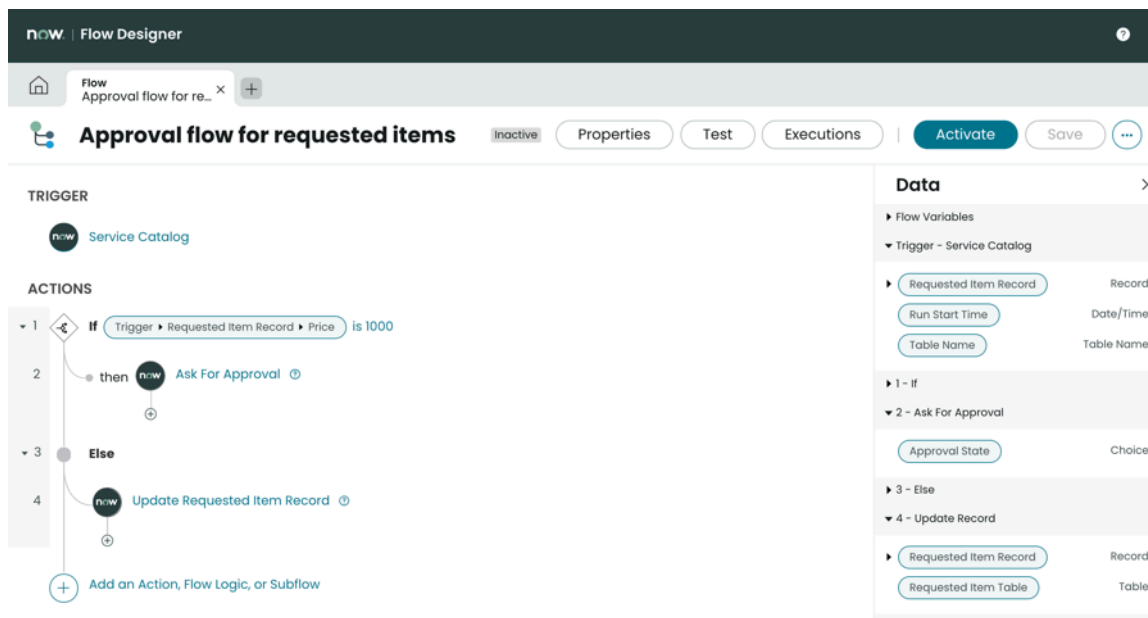 now. | Flow Designer
Flow
Approval flow for re...
Approval flow for requested items Inactive Properties Test Executions Activate Save
TRIGGER
now Service Catalog
ACTIONS
1 If Trigger ▸ Requested Item Record ▸ Price is 1000
2 then now Ask For Approval
3 Else
4 now Update Requested Item Record
Add an Action, Flow Logic, or Subflow
Data
Flow Variables
Trigger - Service Catalog
Requested Item Record Record
Run Start Time Date/Time
Table Name Table Name
1 - If
2 - Ask For Approval
Approval State Choice
3 - Else
4 - Update Record
Requested Item Record Record
Requested Item Table Table